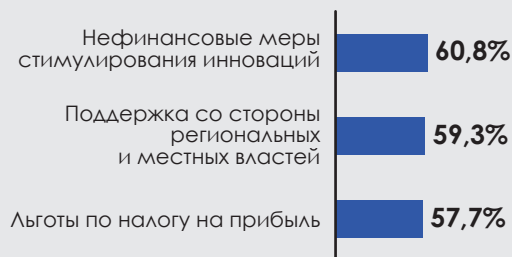 Нефинансовые меры
стимулирования инноваций
60,8%
Поддержка со стороны
региональных
и местных властей
59,3%
Льготы по налогу на прибыль
57,7%